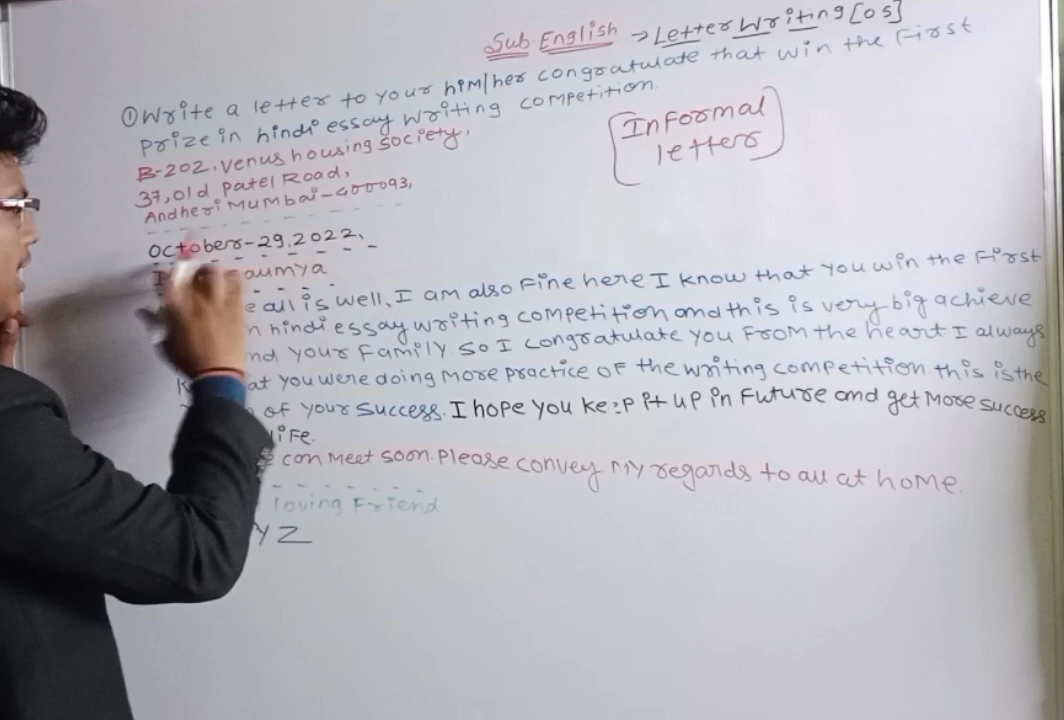 Sub English → Letter Writing [05]
① Write a letter to your him/her congratulate that win the First
prize in hindi essay writing competition.
[Informal
letters]
B-202, Venus housing society,
37, old Patel Road,
Andheri Mumbai-400093,
October-29.2022.
aumya
all is well, I am also Fine here I know that you win the First
hindi essay writing competition and this is very big achieve
nd your Family so I congratulate you From the heart I always
at you were doing More practice of the writing competition. this is the
of your success. I hope you keep it up in Future and get More success
life.
can Meet soon. Please convey My regards to all at home.
loving Friend
Y Z